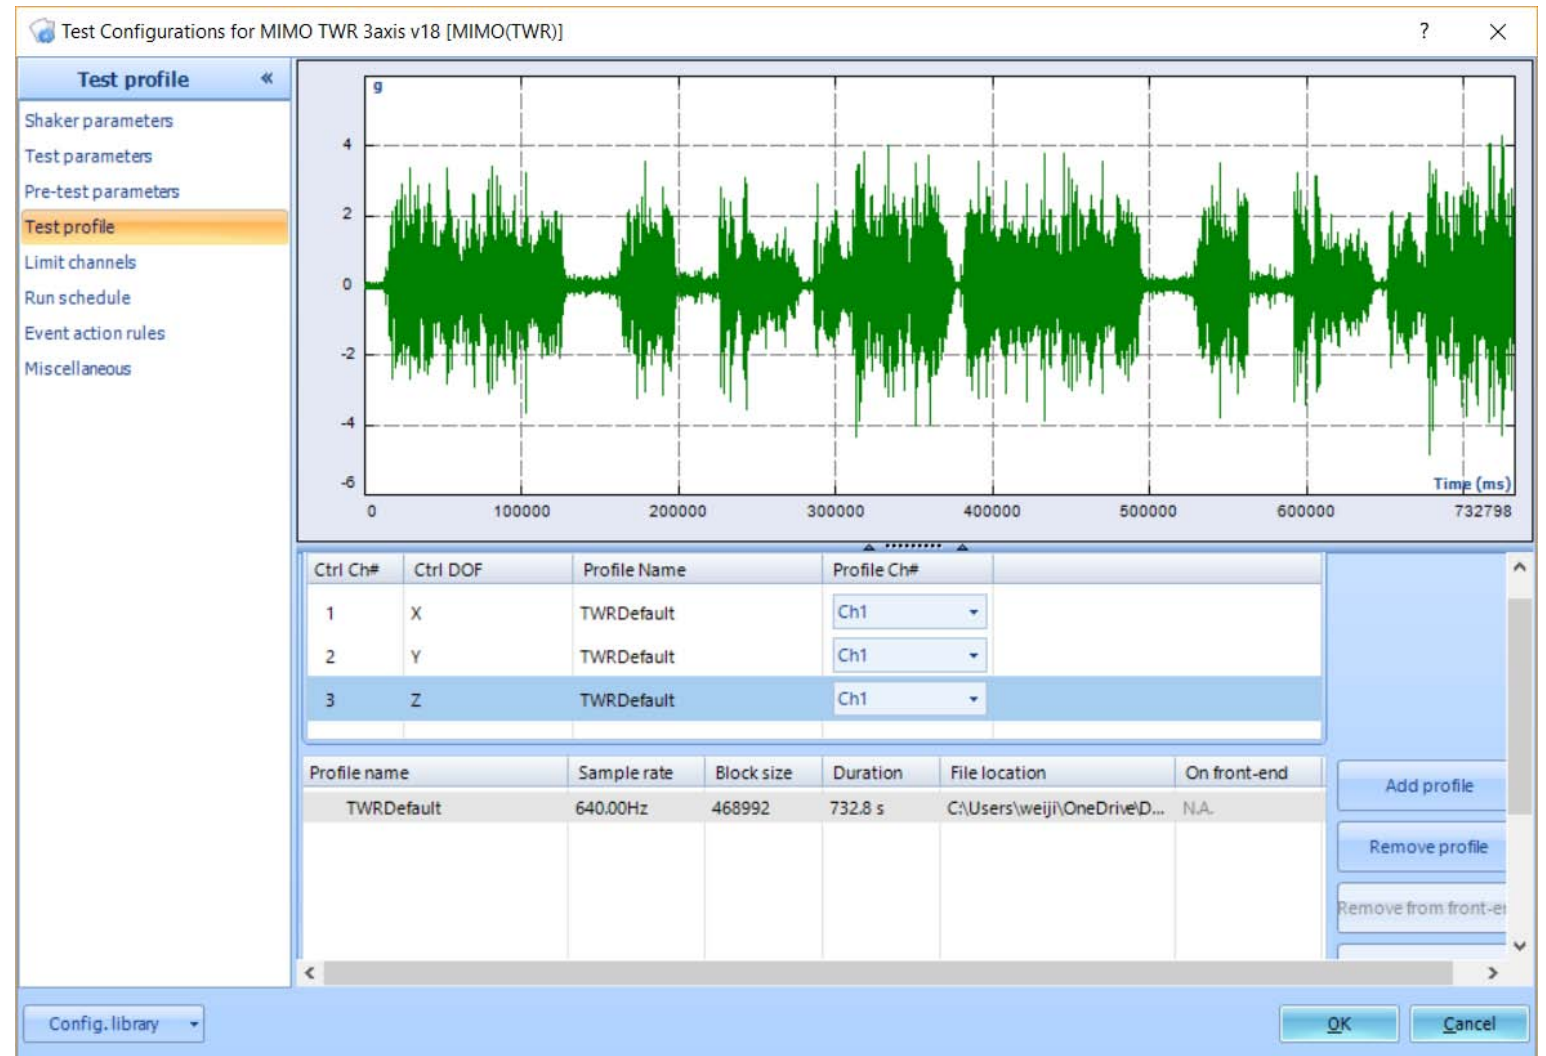 Test Configurations for MIMO TWR 3axis v18 [MIMO(TWR)] ?
Test profile «
Shaker parameters
Test parameters
Pre-test parameters
Test profile
Limit channels
Run schedule
Event action rules
Miscellaneous
g
4
2
0
-2
-4
-6
Time (ms)
0 100000 200000 300000 400000 500000 600000 732798
Ctrl Ch# Ctrl DOF Profile Name Profile Ch#
1 X TWRDefault Ch1
2 Y TWRDefault Ch1
3 Z TWRDefault Ch1
Profile name Sample rate Block size Duration File location On front-end
TWRDefault 640.00Hz 468992 732.8 s C:\Users\weiji\OneDrive\D... N.A.
Add profile
Remove profile
Remove from front-e
Config. library
OK Cancel